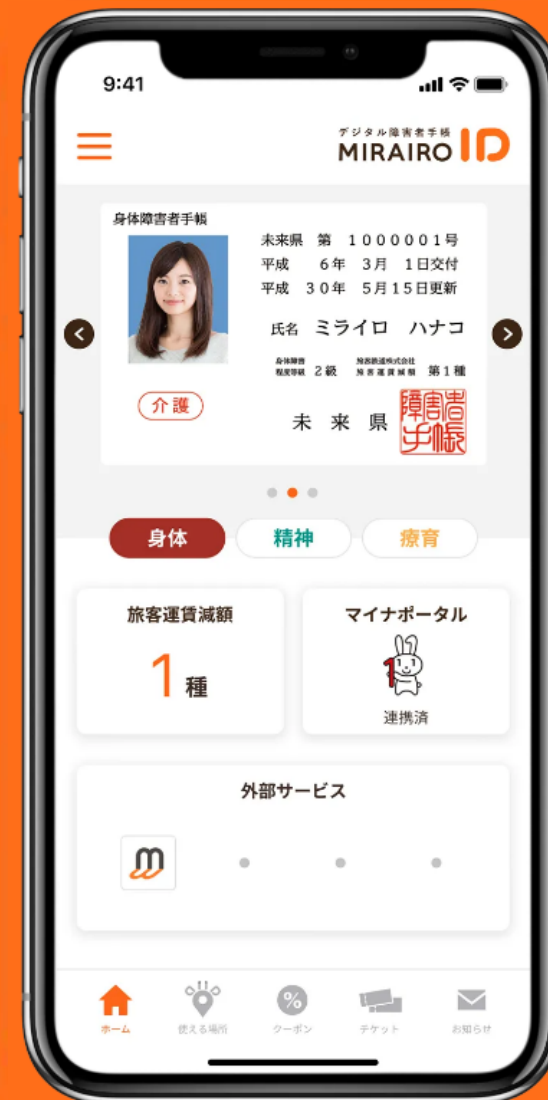 9:41
デジタル障害者手帳
MIRAIRO ID
身体障害者手帳
未来県 第 1000001号
平成 6年 3月 1日交付
平成 30年 5月15日更新
氏名 ミライロ ハナコ
身体障害程度等級 2級 旅客鉄道株式会社旅客運賃減額 第1種
介護
未来県
障害者手帳
身体
精神
療育
旅客運賃減額
1種
マイナポータル
1
連携済
外部サービス
m
ホーム
使える場所
クーポン
チケット
お知らせ